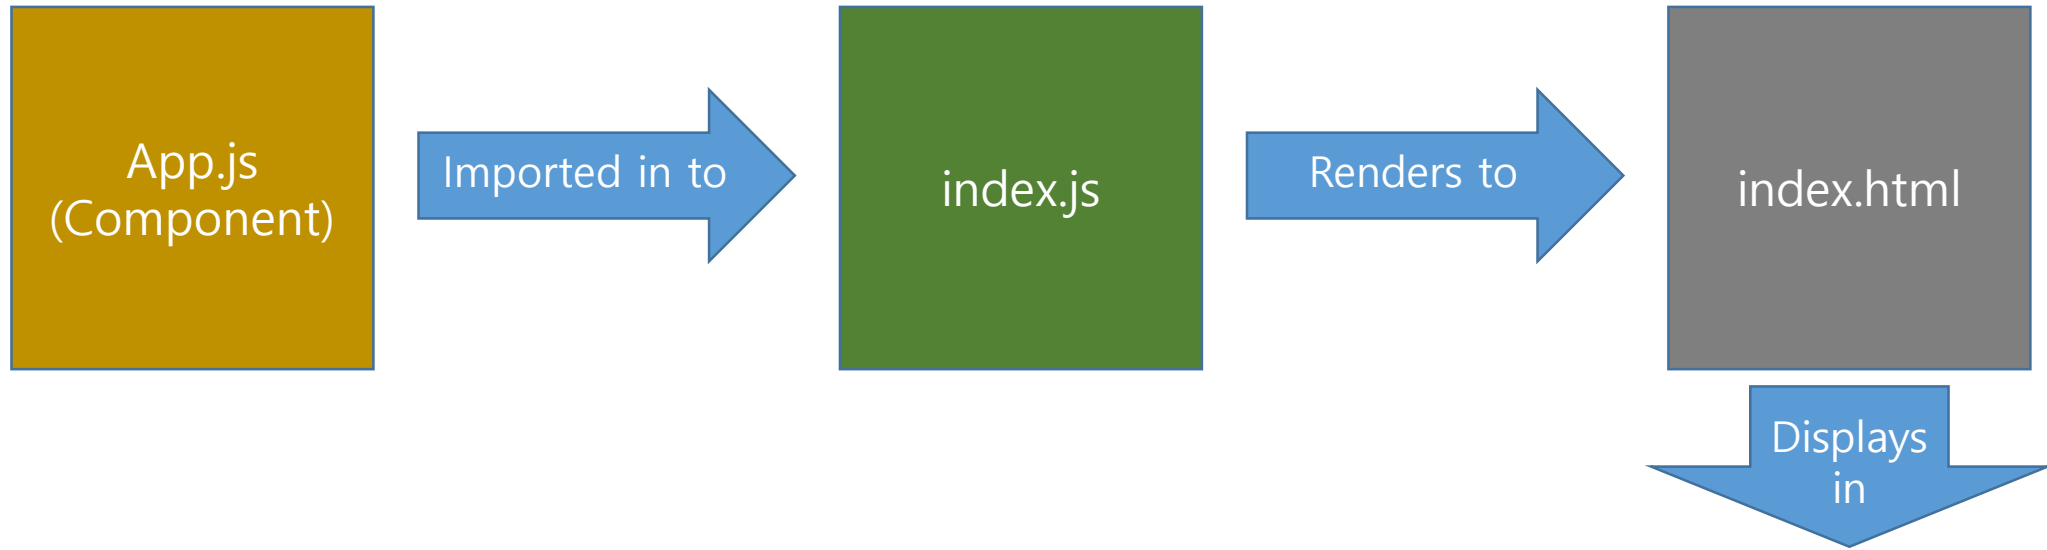 App.js
(Component)
Imported in to
index.js
Renders to
index.html
Displays
in